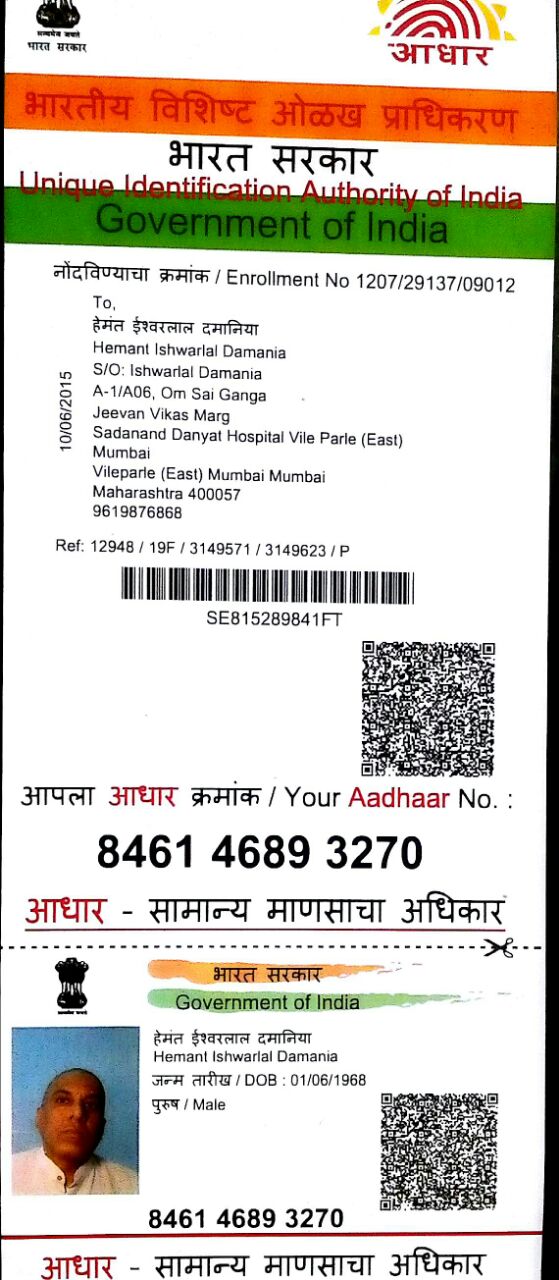 सत्यमेव जयते
भारत सरकार
आधार
भारतीय विशिष्ट ओळख प्राधिकरण
भारत सरकार
Unique Identification Authority of India
Government of India
नोंदविण्याचा क्रमांक / Enrollment No 1207/29137/09012
To,
हेमंत ईश्वरलाल दमानिया
Hemant Ishwarlal Damania
S/O: Ishwarlal Damania
A-1/A06, Om Sai Ganga
Jeevan Vikas Marg
Sadanand Danyat Hospital Vile Parle (East)
Mumbai
Vileparle (East) Mumbai Mumbai
Maharashtra 400057
9619876868
10/06/2015
Ref: 12948 / 19F / 3149571 / 3149623 / P
SE815289841FT
आपला आधार क्रमांक / Your Aadhaar No. :
8461 4689 3270
आधार - सामान्य माणसाचा अधिकार
भारत सरकार
Government of India
हेमंत ईश्वरलाल दमानिया
Hemant Ishwarlal Damania
जन्म तारीख / DOB : 01/06/1968
पुरुष / Male
8461 4689 3270
आधार - सामान्य माणसाचा अधिकार